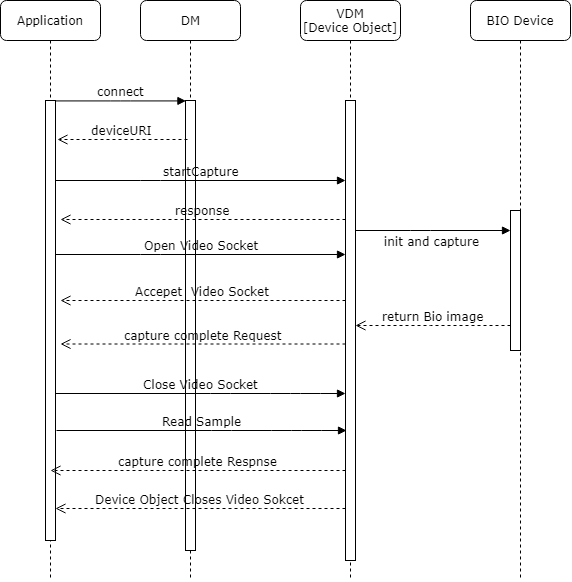 Application
DM
VDM
[Device Object]
BIO Device
connect
deviceURI
startCapture
response
init and capture
Open Video Socket
Accepet Video Socket
return Bio image
capture complete Request
Close Video Socket
Read Sample
capture complete Respnse
Device Object Closes Video Sokcet